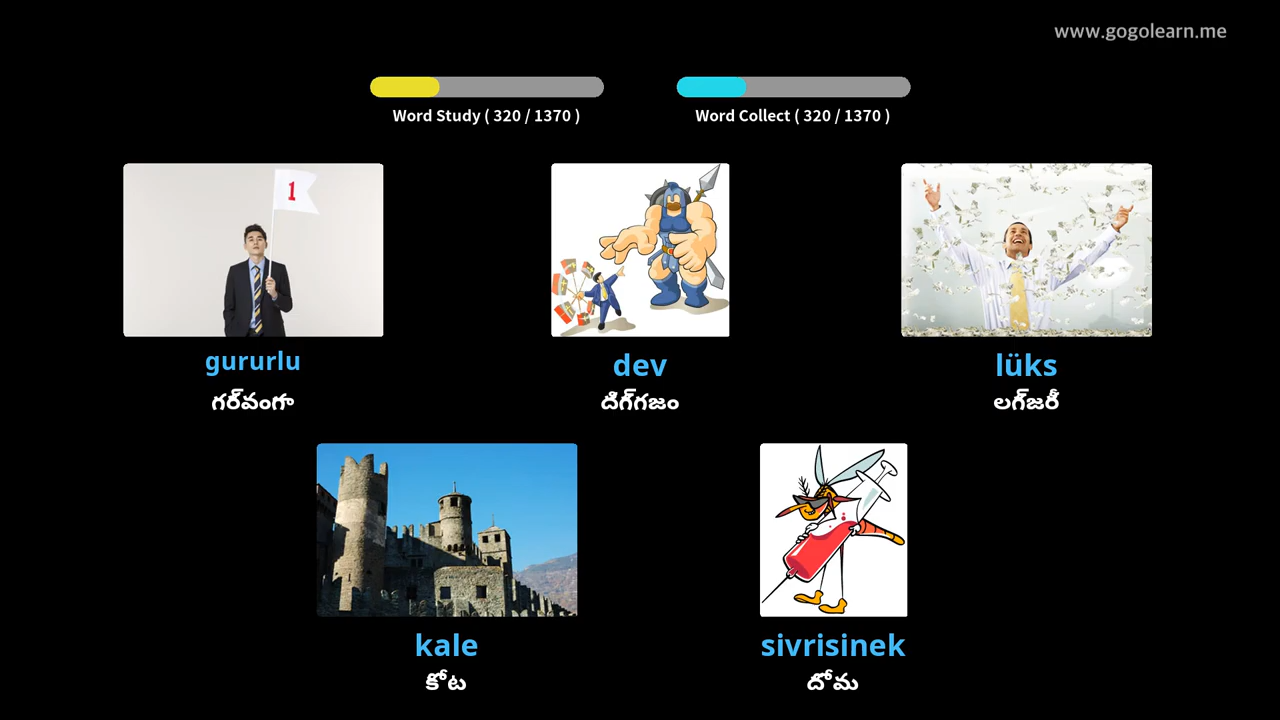 www.gogolearn.me
Word Study ( 320 / 1370 )
Word Collect ( 320 / 1370 )
1
gururlu
గర్‌వంగా
dev
దిగ్‌గజం
lüks
లగ్‌జరీ
kale
కోట
sivrisinek
దోమ